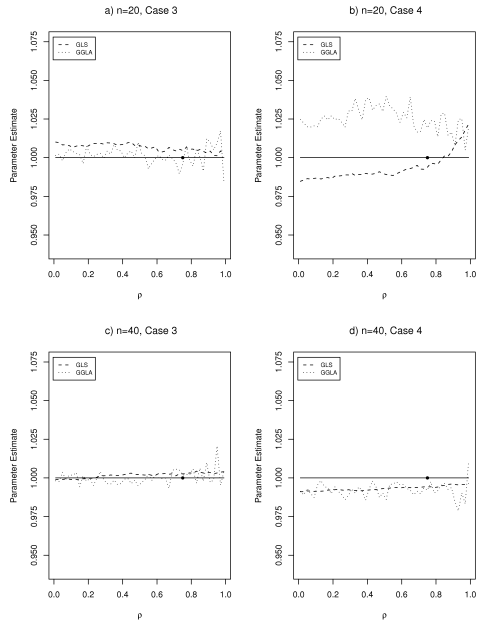 a) n=20, Case 3
GLS
GGLA
Parameter Estimate
0.950 0.975 1.000 1.025 1.050 1.075
0.0 0.2 0.4 0.6 0.8 1.0
ρ
b) n=20, Case 4
GLS
GGLA
Parameter Estimate
0.950 0.975 1.000 1.025 1.050 1.075
0.0 0.2 0.4 0.6 0.8 1.0
ρ
c) n=40, Case 3
GLS
GGLA
Parameter Estimate
0.950 0.975 1.000 1.025 1.050 1.075
0.0 0.2 0.4 0.6 0.8 1.0
ρ
d) n=40, Case 4
GLS
GGLA
Parameter Estimate
0.950 0.975 1.000 1.025 1.050 1.075
0.0 0.2 0.4 0.6 0.8 1.0
ρ